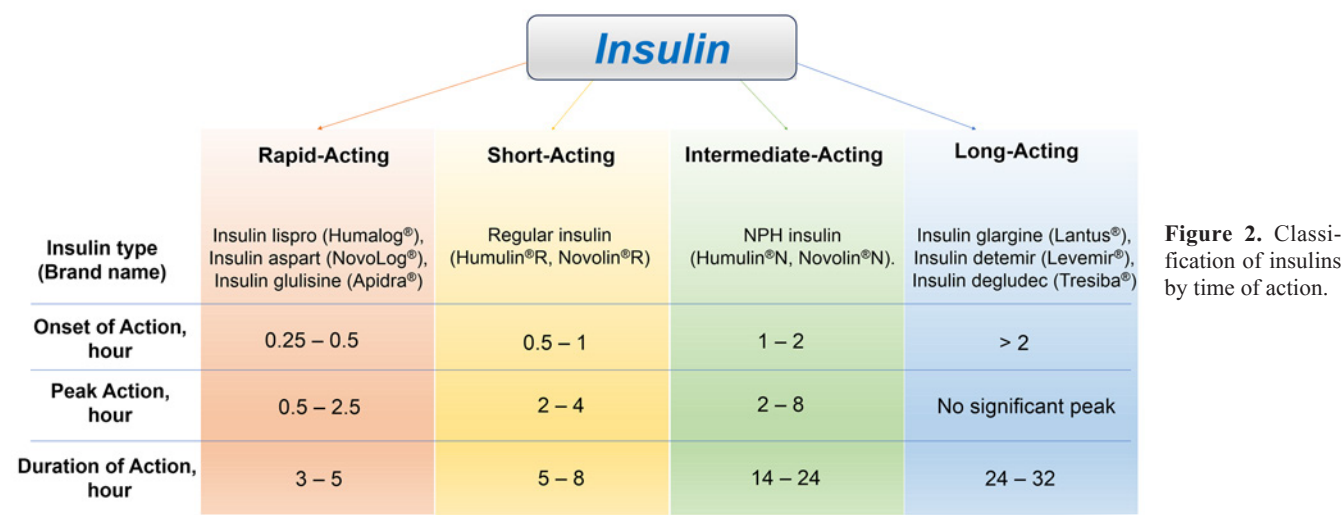 Insulin
Rapid-Acting
Short-Acting
Intermediate-Acting
Long-Acting
Insulin type
(Brand name)
Insulin lispro (Humalog®),
Insulin aspart (NovoLog®),
Insulin glulisine (Apidra®)
Regular insulin
(Humulin®R, Novolin®R)
NPH insulin
(Humulin®N, Novolin®N).
Insulin glargine (Lantus®),
Insulin detemir (Levemir®),
Insulin degludec (Tresiba®)
Onset of Action,
hour
0.25 – 0.5
0.5 – 1
1 – 2
> 2
Peak Action,
hour
0.5 – 2.5
2 – 4
2 – 8
No significant peak
Duration of Action,
hour
3 – 5
5 – 8
14 – 24
24 – 32
Figure 2. Classi-
fication of insulins
by time of action.